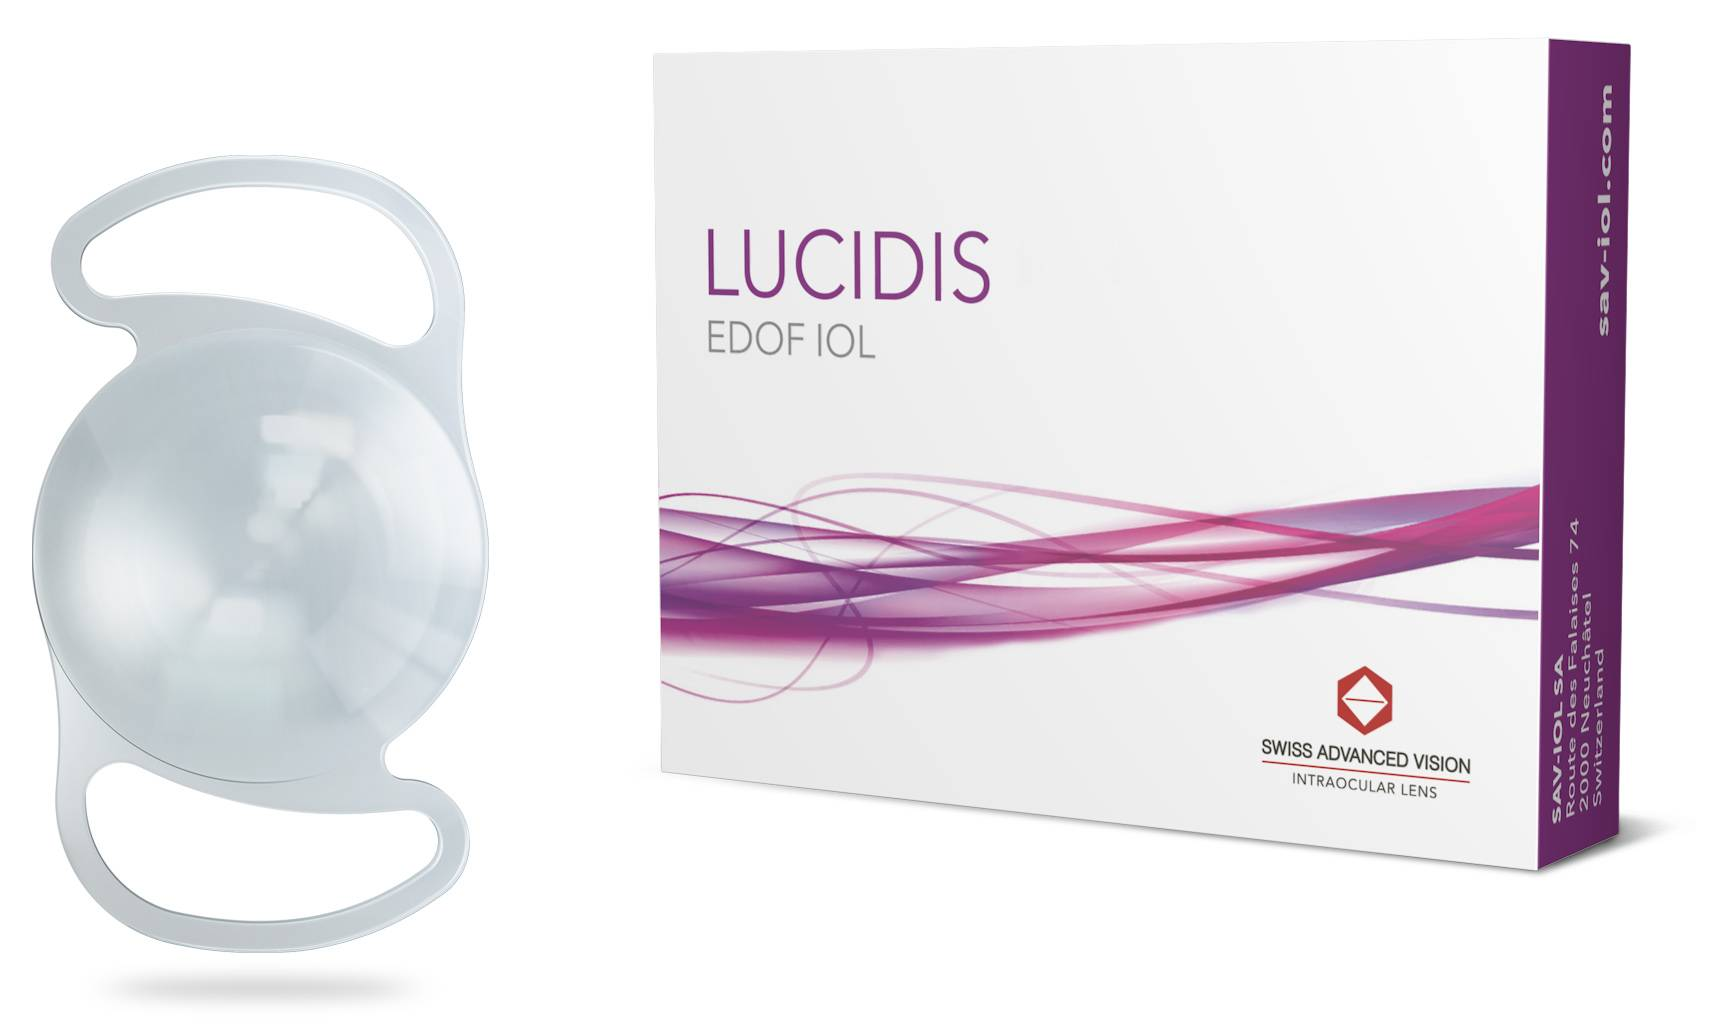 LUCIDIS
EDOF IOL
SWISS ADVANCED VISION
INTRAOCULAR LENS
sav-iol.com
SAV-IOL SA
Route des Falaises 74
2000 Neuchâtel
Switzerland